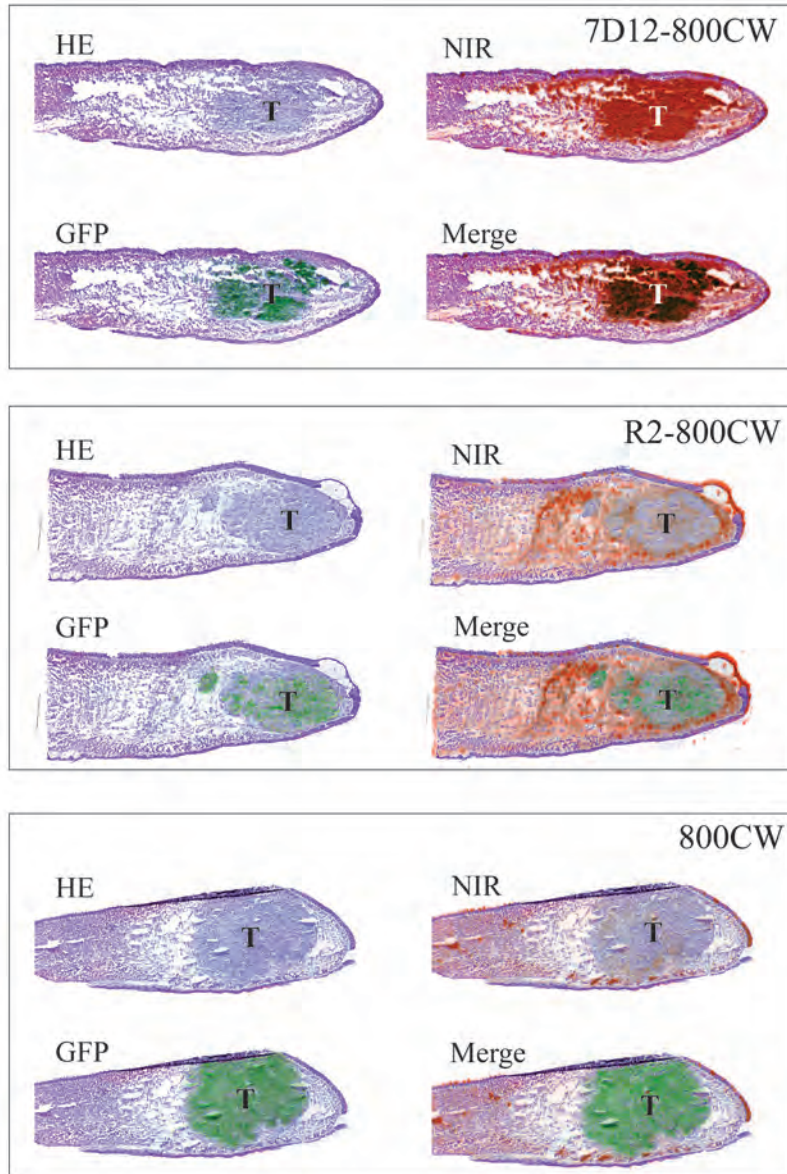 7D12-800CW
HE NIR
T T
GFP Merge
T T
R2-800CW
HE NIR
T T
GFP Merge
T T
800CW
HE NIR
T T
GFP Merge
T T